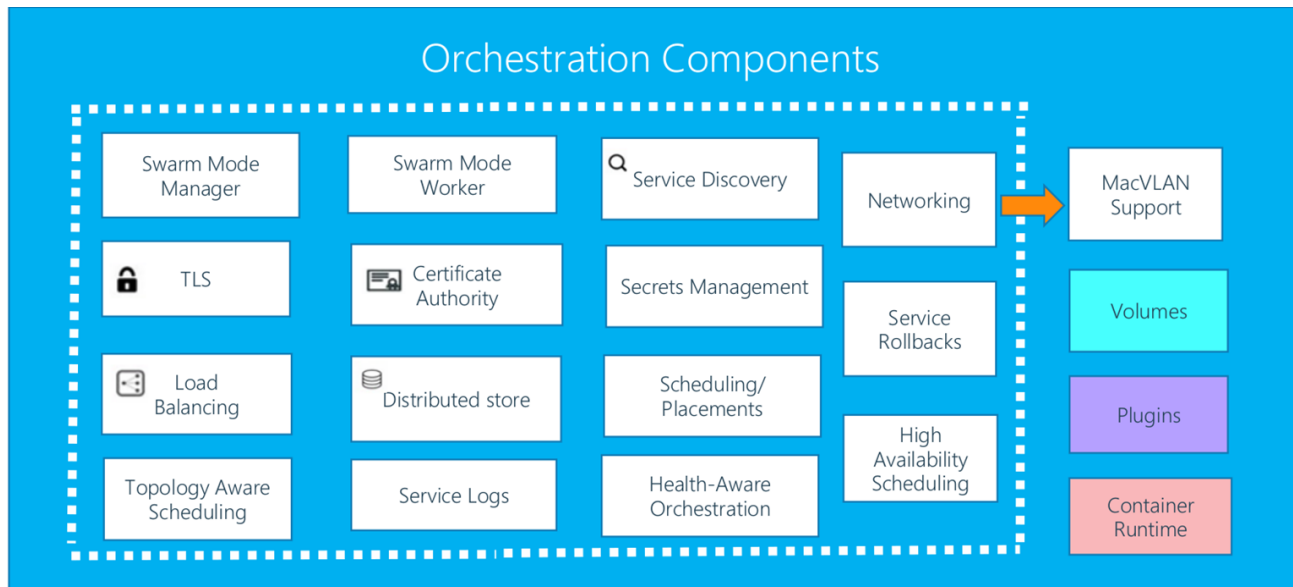 Orchestration Components
Swarm Mode
Manager
Swarm Mode
Worker
Service Discovery
Networking
MacVLAN
Support
TLS
Certificate
Authority
Secrets Management
Service
Rollbacks
Volumes
Load
Balancing
Distributed store
Scheduling/
Placements
High
Availability
Scheduling
Plugins
Topology Aware
Scheduling
Service Logs
Health-Aware
Orchestration
Container
Runtime